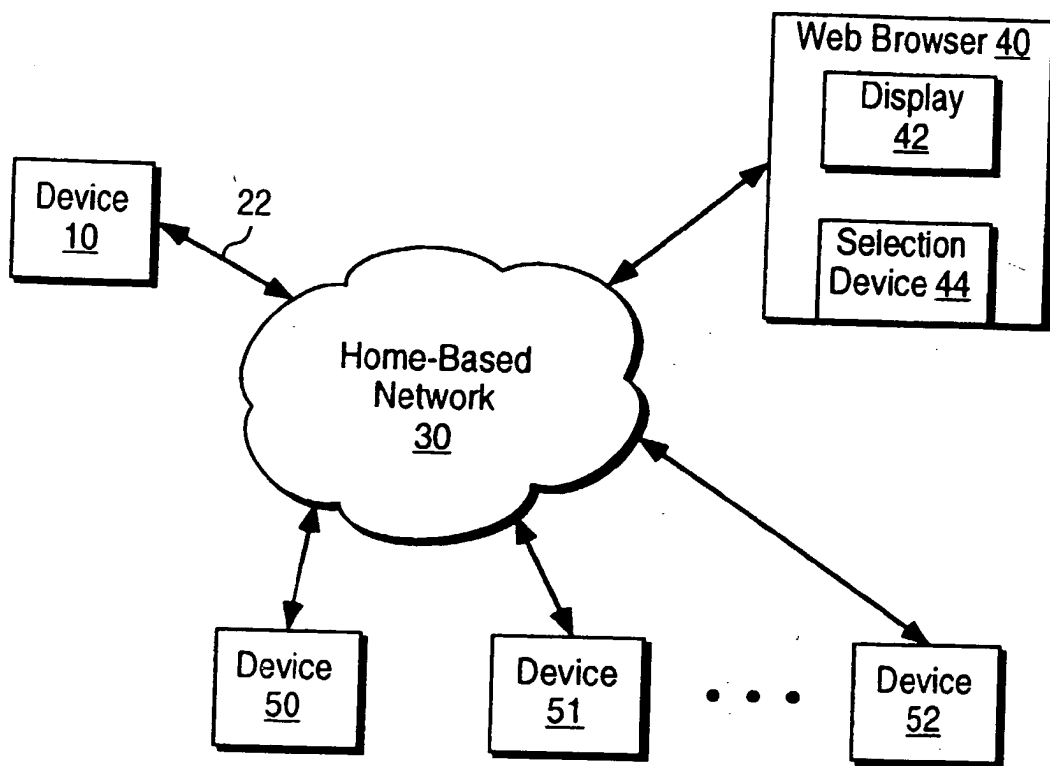 Web Browser 40
Display
42
Selection
Device 44
Device
10
22
Home-Based
Network
30
Device
50
Device
51
Device
52